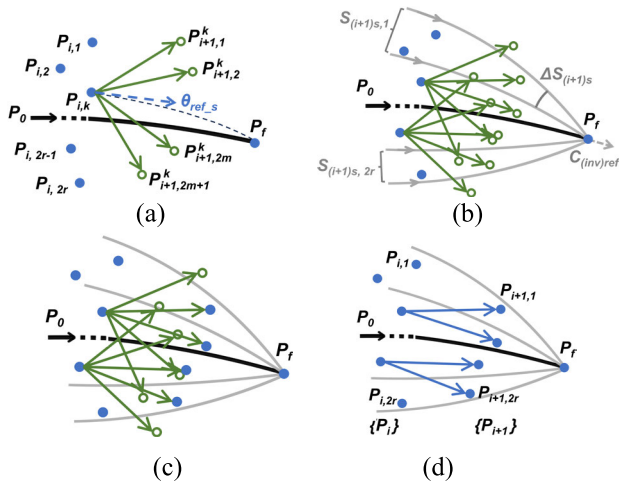 P_{i,1}
P_{i,2}
P_{i,k}
P^k_{i+1,1}
P^k_{i+1,2}
θ_{ref_s}
P_0
P_f
P_{i,2r-1}
P_{i,2r}
P^k_{i+1,2m}
P^k_{i+1,2m+1}
(a)
S_{(i+1)s,1}
ΔS_{(i+1)s}
P_0
P_f
S_{(i+1)s,2r}
C_{(inv)ref}
(b)
P_0
P_f
(c)
P_{i,1}
P_{i+1,1}
P_0
P_f
P_{i,2r}
P_{i+1,2r}
{P_i}
{P_{i+1}}
(d)